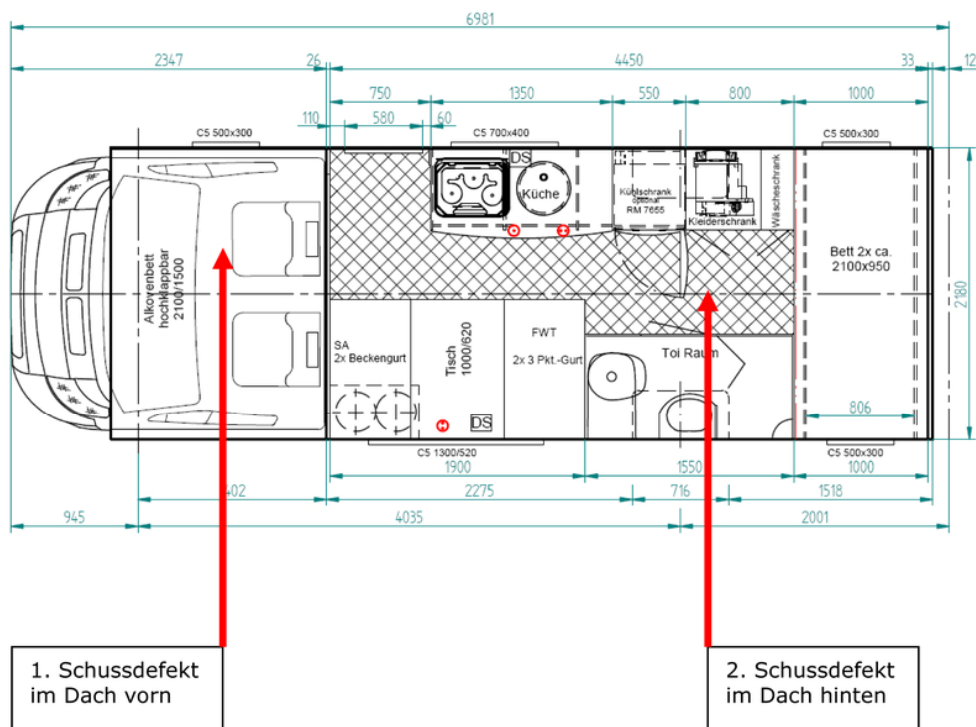 6981
2347
26
4450
33
12
750
1350
550
800
1000
110
580
60
C5 500x300
C5 700x400
C5 500x300
DS
Küche
Kühlschrank
optional
RM 7655
Kleiderschrank
Wäscheschrank
Alkovenbett
hochklappbar
2100/1500
Bett 2x ca.
2100x950
2180
SA
2x Beckengurt
Tisch
1000/620
FWT
2x 3 Pkt.-Gurt
Toi Raum
DS
806
C5 1300/520
C5 500x300
1900
1550
1000
402
2275
716
1518
945
4035
2001
1. Schussdefekt
im Dach vorn
2. Schussdefekt
im Dach hinten